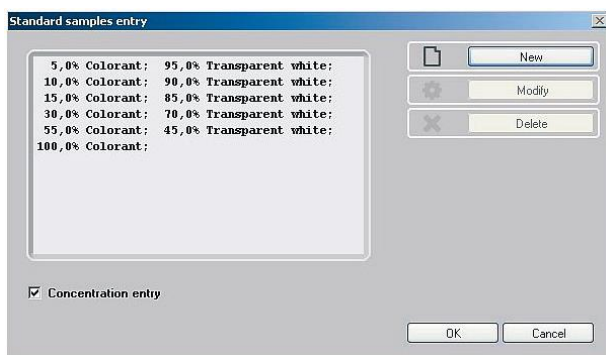 Standard samples entry
5,0% Colorant; 95,0% Transparent white;
10,0% Colorant; 90,0% Transparent white;
15,0% Colorant; 85,0% Transparent white;
30,0% Colorant; 70,0% Transparent white;
55,0% Colorant; 45,0% Transparent white;
100,0% Colorant;
New
Modify
Delete
Concentration entry
OK
Cancel